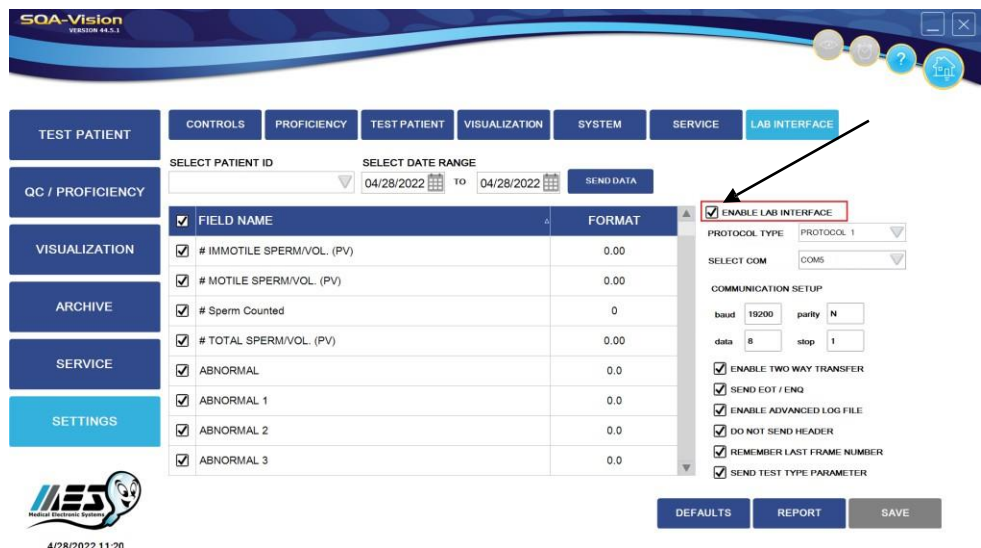 SQA-Vision
VERSION 44.5.1
?
TEST PATIENT
QC / PROFICIENCY
VISUALIZATION
ARCHIVE
SERVICE
SETTINGS
CONTROLS PROFICIENCY TEST PATIENT VISUALIZATION SYSTEM SERVICE LAB INTERFACE
SELECT PATIENT ID SELECT DATE RANGE
04/28/2022 TO 04/28/2022 SEND DATA
FIELD NAME FORMAT
# IMMOTILE SPERM/VOL. (PV) 0.00
# MOTILE SPERM/VOL. (PV) 0.00
# Sperm Counted 0
# TOTAL SPERM/VOL. (PV) 0.00
ABNORMAL 0.0
ABNORMAL 1 0.0
ABNORMAL 2 0.0
ABNORMAL 3 0.0
ENABLE LAB INTERFACE
PROTOCOL TYPE PROTOCOL 1
SELECT COM COM5
COMMUNICATION SETUP
baud 19200 parity N
data 8 stop 1
ENABLE TWO WAY TRANSFER
SEND EOT / ENQ
ENABLE ADVANCED LOG FILE
DO NOT SEND HEADER
REMEMBER LAST FRAME NUMBER
SEND TEST TYPE PARAMETER
DEFAULTS REPORT SAVE
MES
Medical Electronic Systems
4/28/2022 11:20